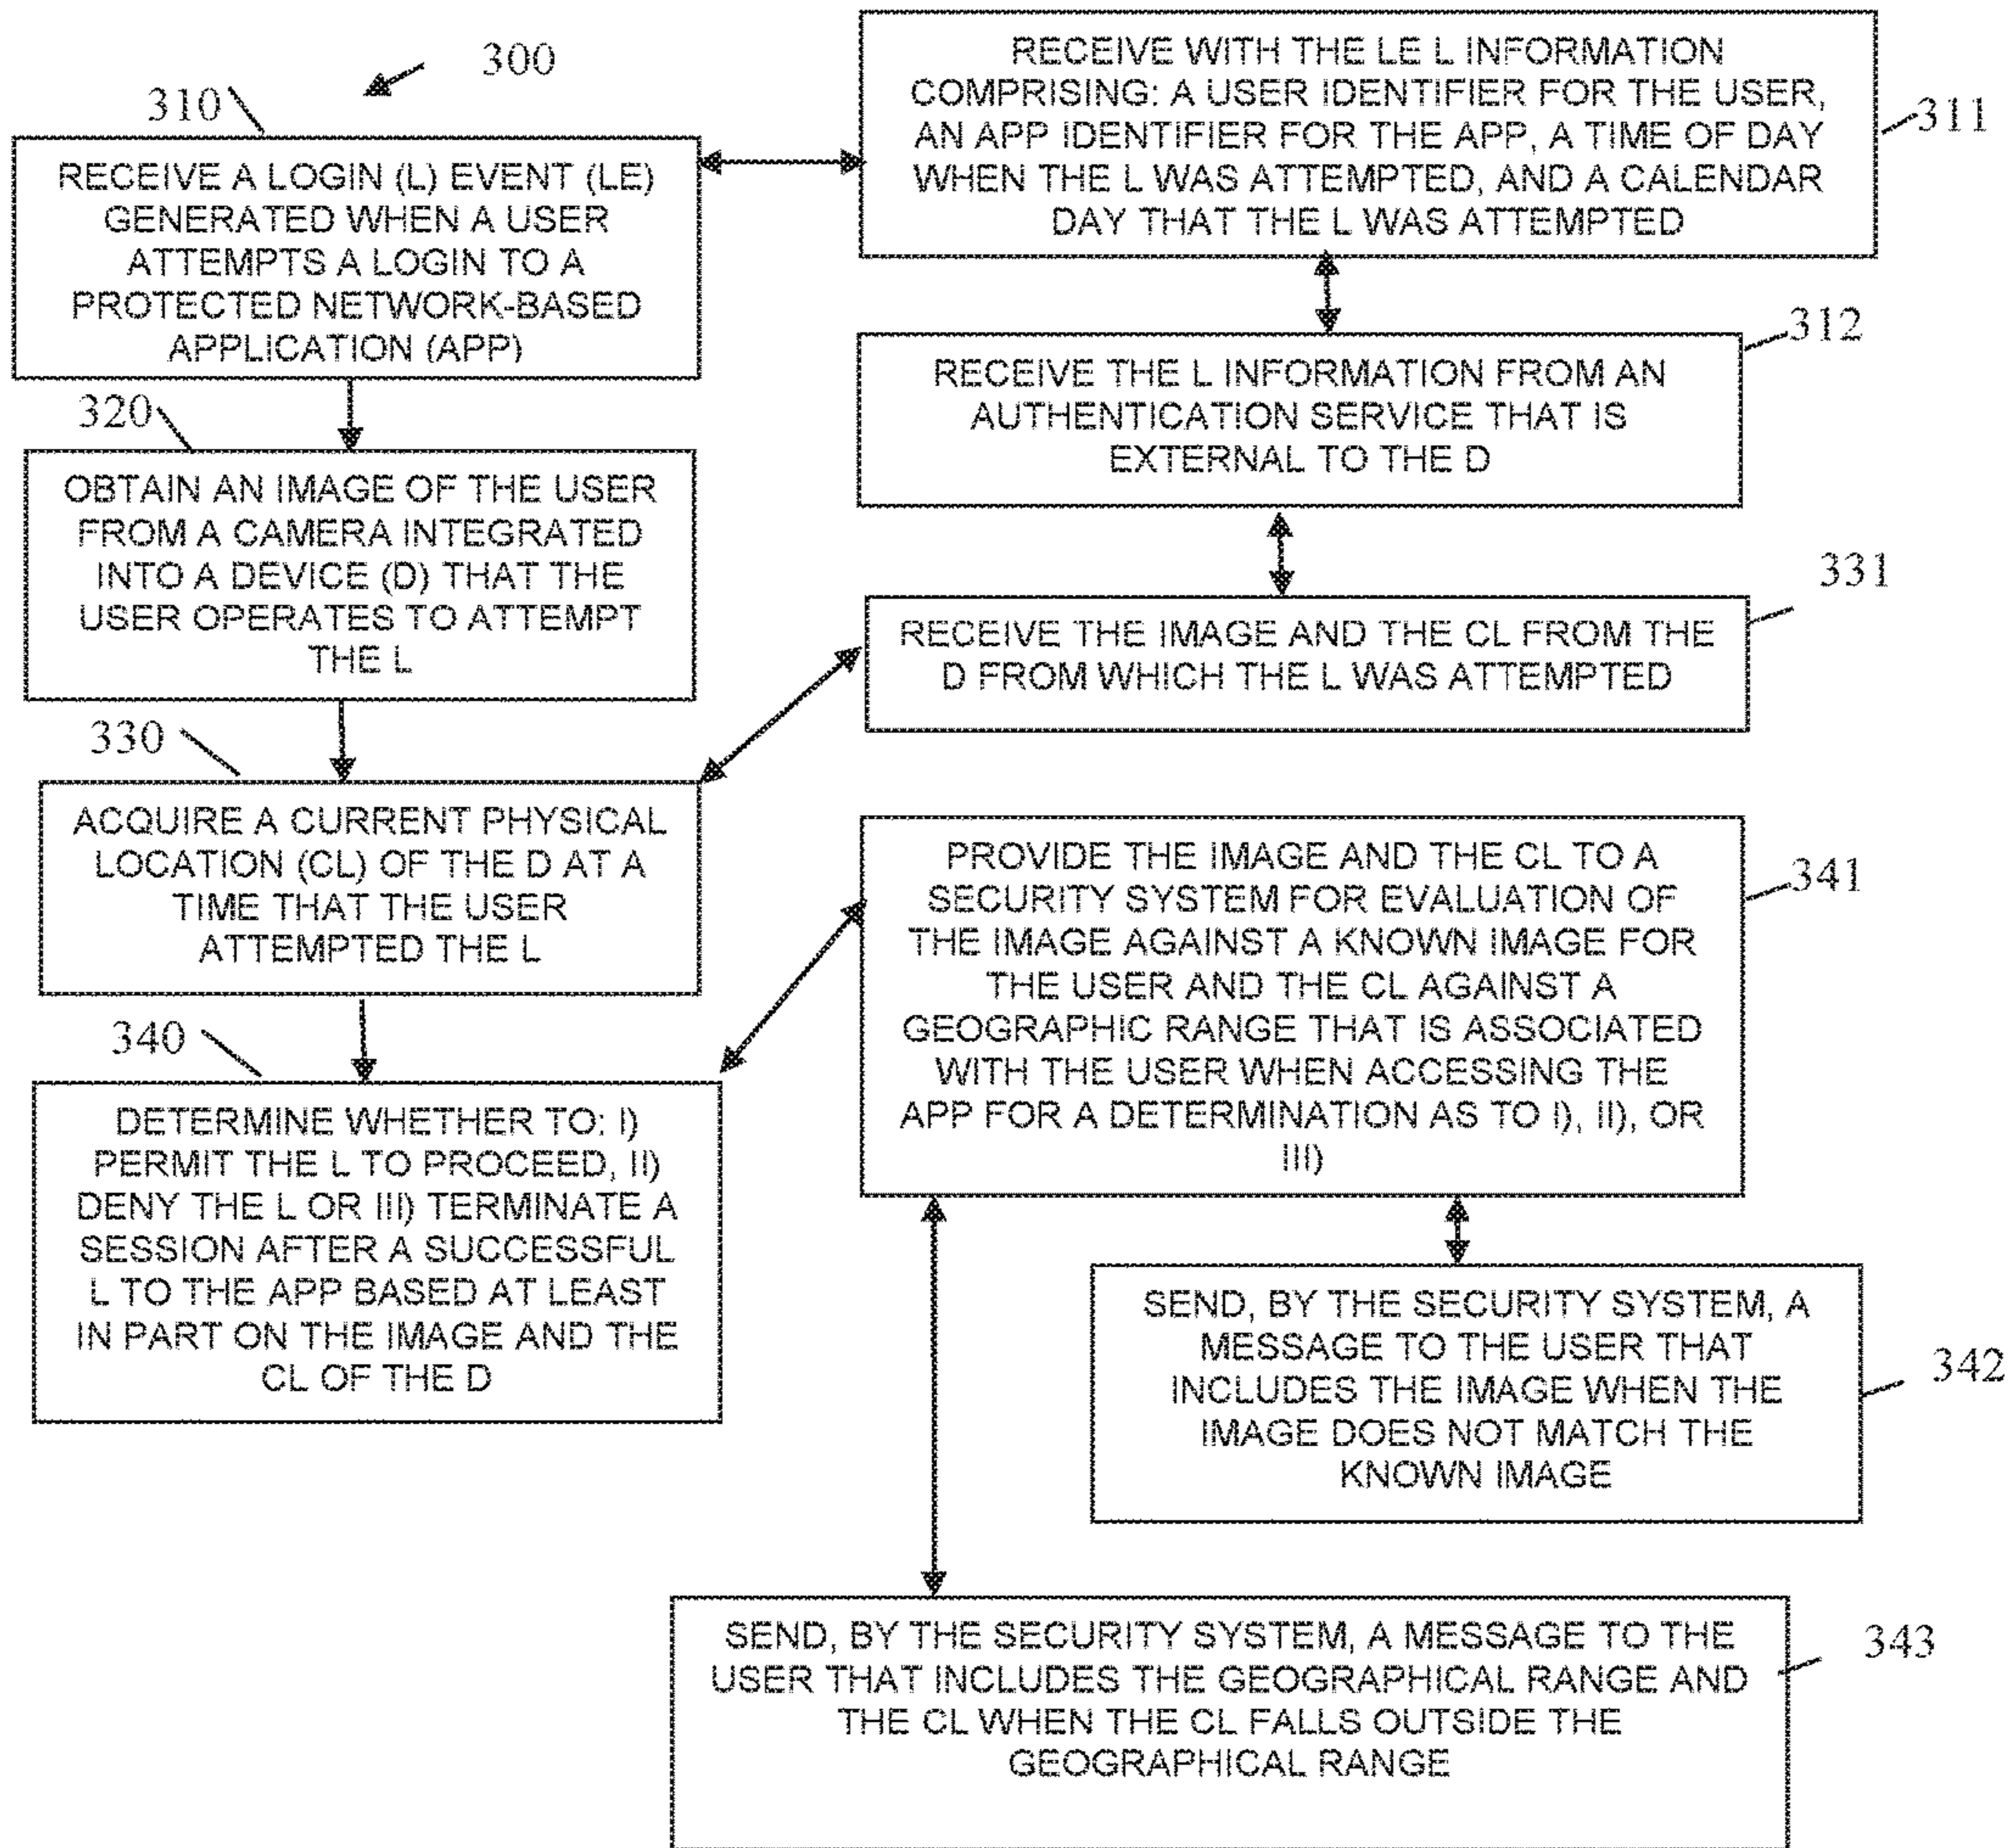 300
310
RECEIVE A LOGIN (L) EVENT (LE)
GENERATED WHEN A USER
ATTEMPTS A LOGIN TO A
PROTECTED NETWORK-BASED
APPLICATION (APP)
RECEIVE WITH THE LE L INFORMATION
COMPRISING: A USER IDENTIFIER FOR THE USER,
AN APP IDENTIFIER FOR THE APP, A TIME OF DAY
WHEN THE L WAS ATTEMPTED, AND A CALENDAR
DAY THAT THE L WAS ATTEMPTED
311
312
RECEIVE THE L INFORMATION FROM AN
AUTHENTICATION SERVICE THAT IS
EXTERNAL TO THE D
320
OBTAIN AN IMAGE OF THE USER
FROM A CAMERA INTEGRATED
INTO A DEVICE (D) THAT THE
USER OPERATES TO ATTEMPT
THE L
331
RECEIVE THE IMAGE AND THE CL FROM THE
D FROM WHICH THE L WAS ATTEMPTED
330
ACQUIRE A CURRENT PHYSICAL
LOCATION (CL) OF THE D AT A
TIME THAT THE USER
ATTEMPTED THE L
PROVIDE THE IMAGE AND THE CL TO A
SECURITY SYSTEM FOR EVALUATION OF
THE IMAGE AGAINST A KNOWN IMAGE FOR
THE USER AND THE CL AGAINST A
GEOGRAPHIC RANGE THAT IS ASSOCIATED
WITH THE USER WHEN ACCESSING THE
APP FOR A DETERMINATION AS TO I), II), OR
III)
341
340
DETERMINE WHETHER TO: I)
PERMIT THE L TO PROCEED, II)
DENY THE L OR III) TERMINATE A
SESSION AFTER A SUCCESSFUL
L TO THE APP BASED AT LEAST
IN PART ON THE IMAGE AND THE
CL OF THE D
SEND, BY THE SECURITY SYSTEM, A
MESSAGE TO THE USER THAT
INCLUDES THE IMAGE WHEN THE
IMAGE DOES NOT MATCH THE
KNOWN IMAGE
342
SEND, BY THE SECURITY SYSTEM, A MESSAGE TO THE
USER THAT INCLUDES THE GEOGRAPHICAL RANGE AND
THE CL WHEN THE CL FALLS OUTSIDE THE
GEOGRAPHICAL RANGE
343